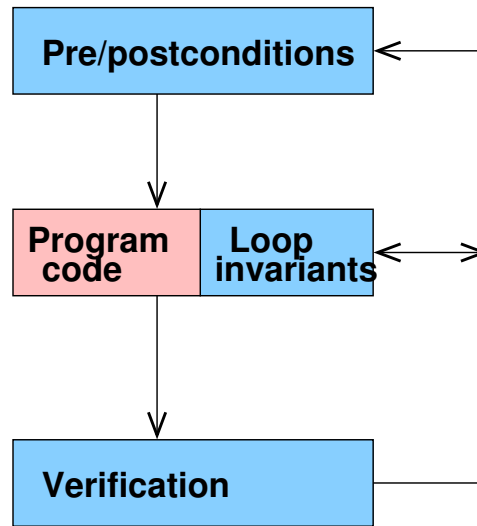 Pre/postconditions
Program
code
Loop
invariants
Verification